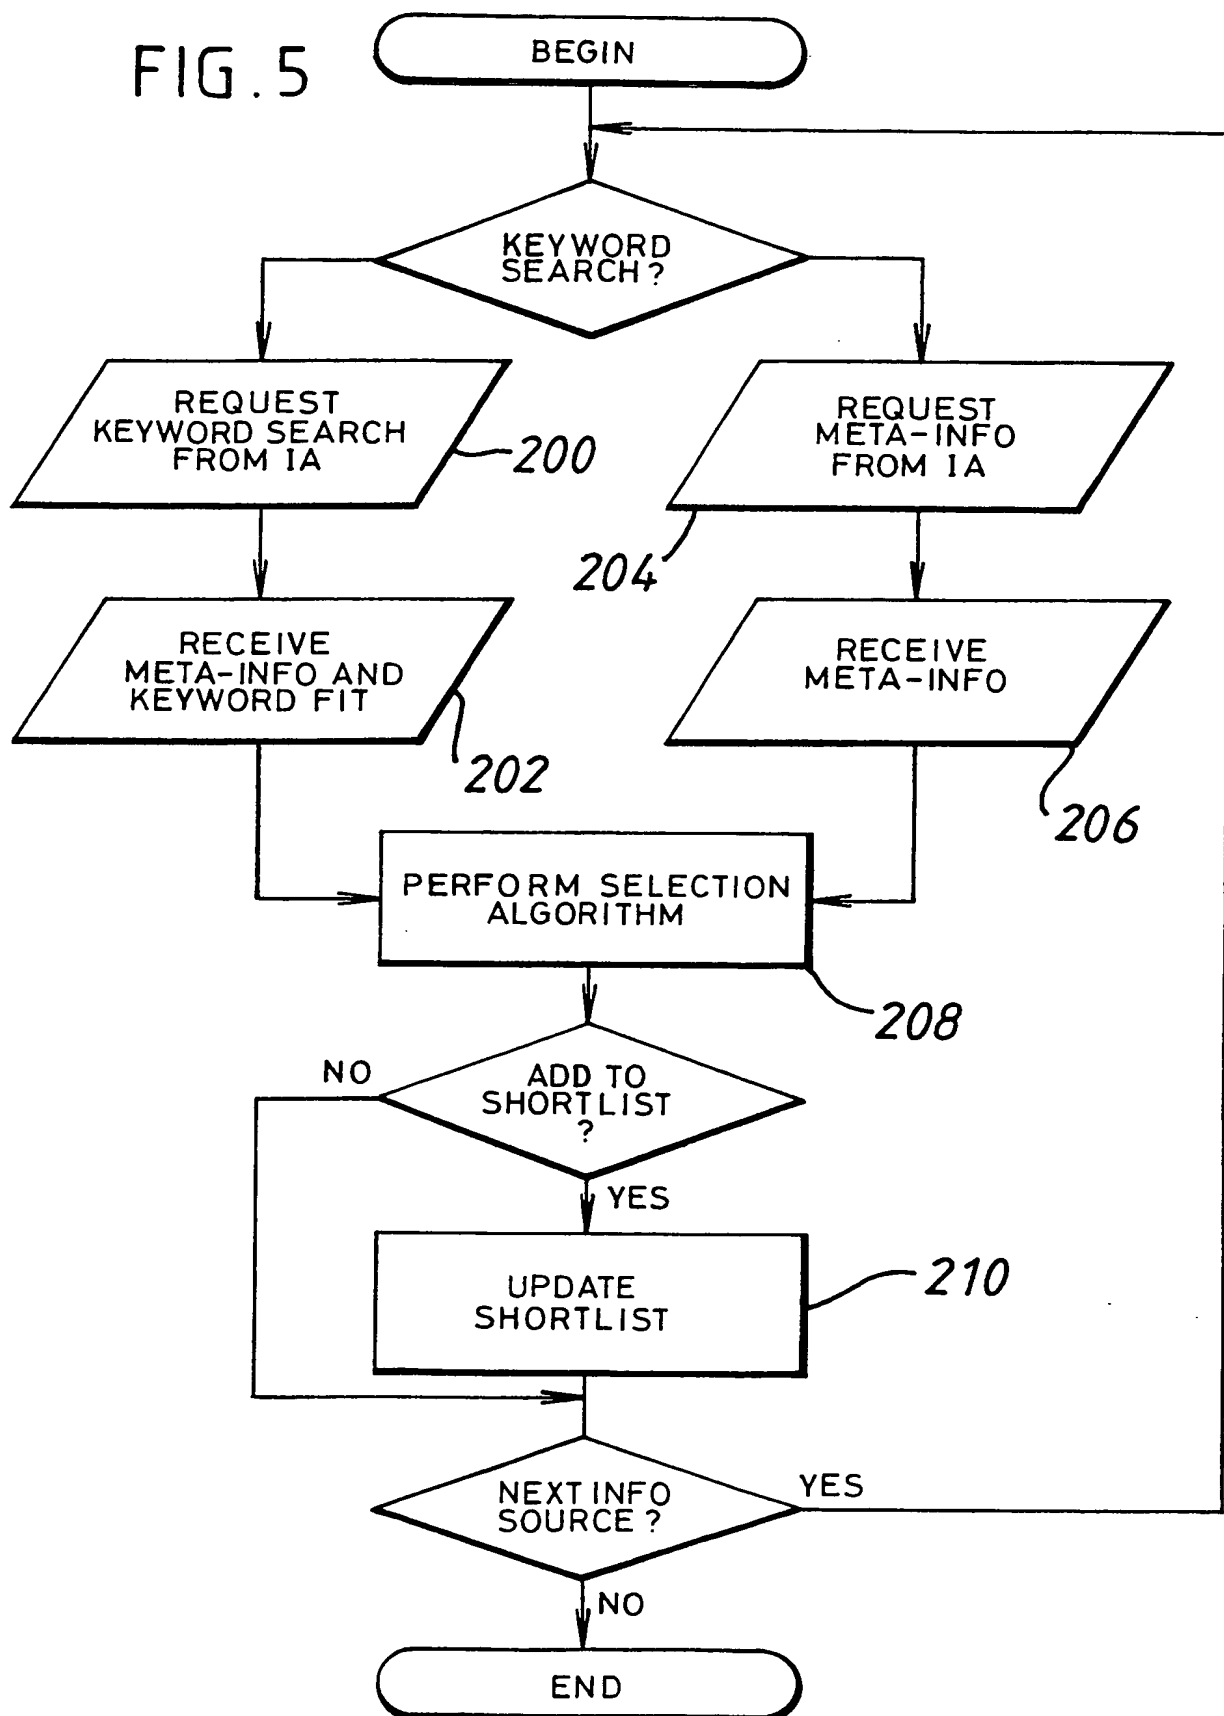 FIG. 5
BEGIN
KEYWORD
SEARCH?
REQUEST
KEYWORD SEARCH
FROM IA
200
REQUEST
META-INFO
FROM IA
204
RECEIVE
META-INFO AND
KEYWORD FIT
202
RECEIVE
META-INFO
206
PERFORM SELECTION
ALGORITHM
208
NO
ADD TO
SHORTLIST
?
YES
UPDATE
SHORTLIST
210
NEXT INFO
SOURCE?
YES
NO
END